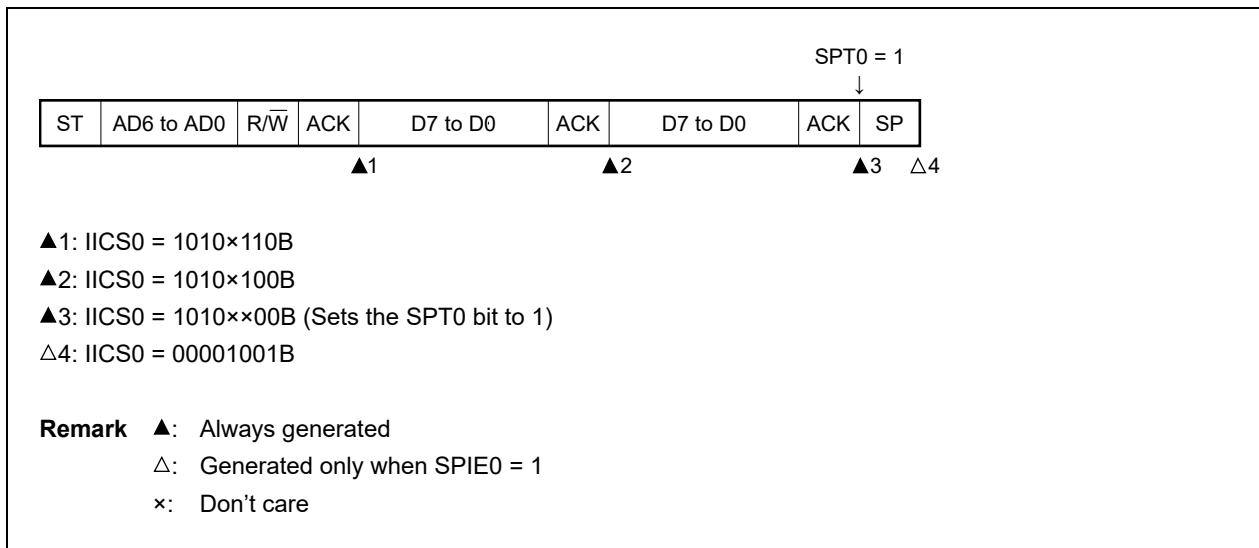 SPT0 = 1
↓
ST AD6 to AD0 R/W̅ ACK D7 to D0 ACK D7 to D0 ACK SP
▲1 ▲2 ▲3 △4
▲1: IICS0 = 1010×110B
▲2: IICS0 = 1010×100B
▲3: IICS0 = 1010××00B (Sets the SPT0 bit to 1)
△4: IICS0 = 00001001B
Remark ▲: Always generated
△: Generated only when SPIE0 = 1
×: Don't care